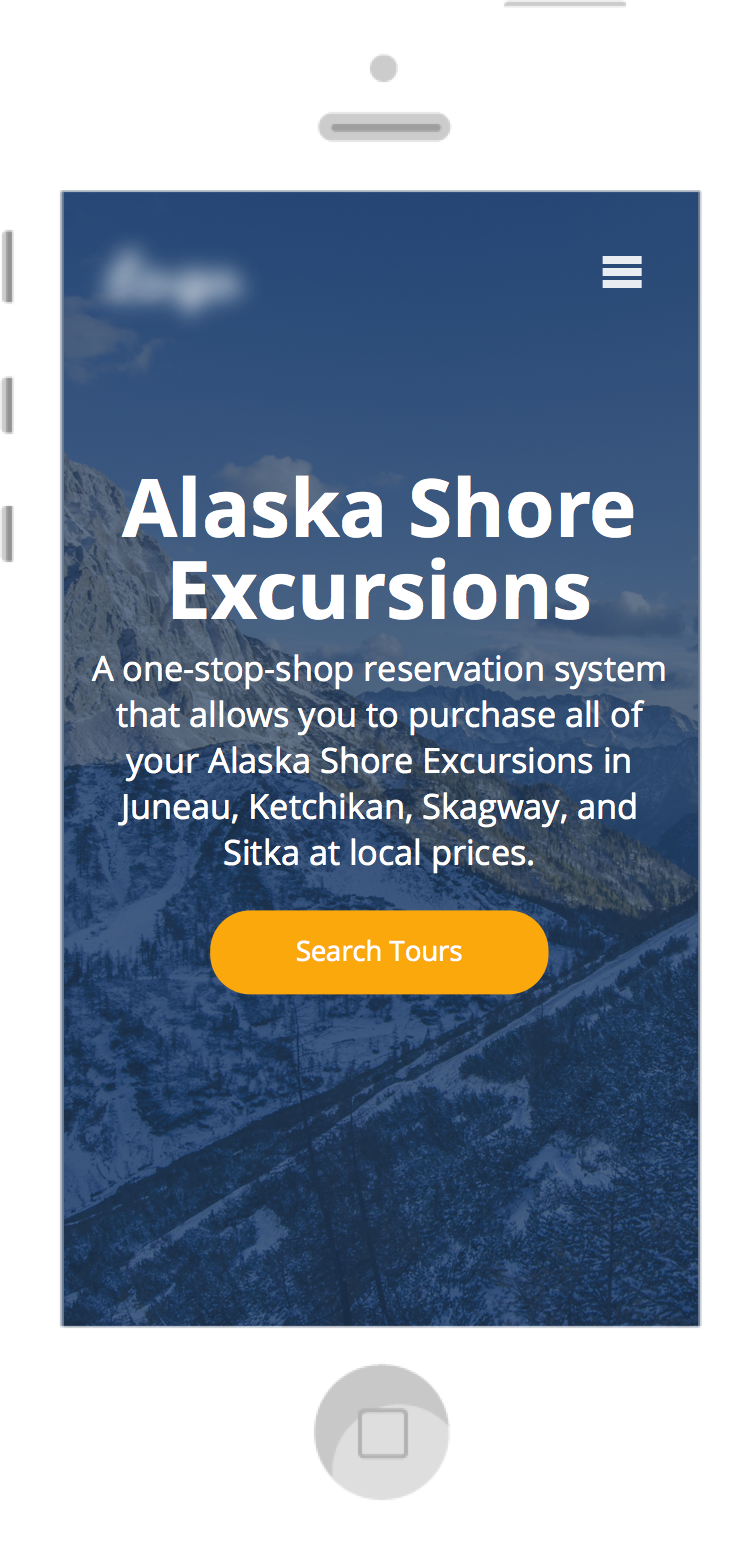 Alaska Shore
Excursions
A one-stop-shop reservation system
that allows you to purchase all of
your Alaska Shore Excursions in
Juneau, Ketchikan, Skagway, and
Sitka at local prices.
Search Tours